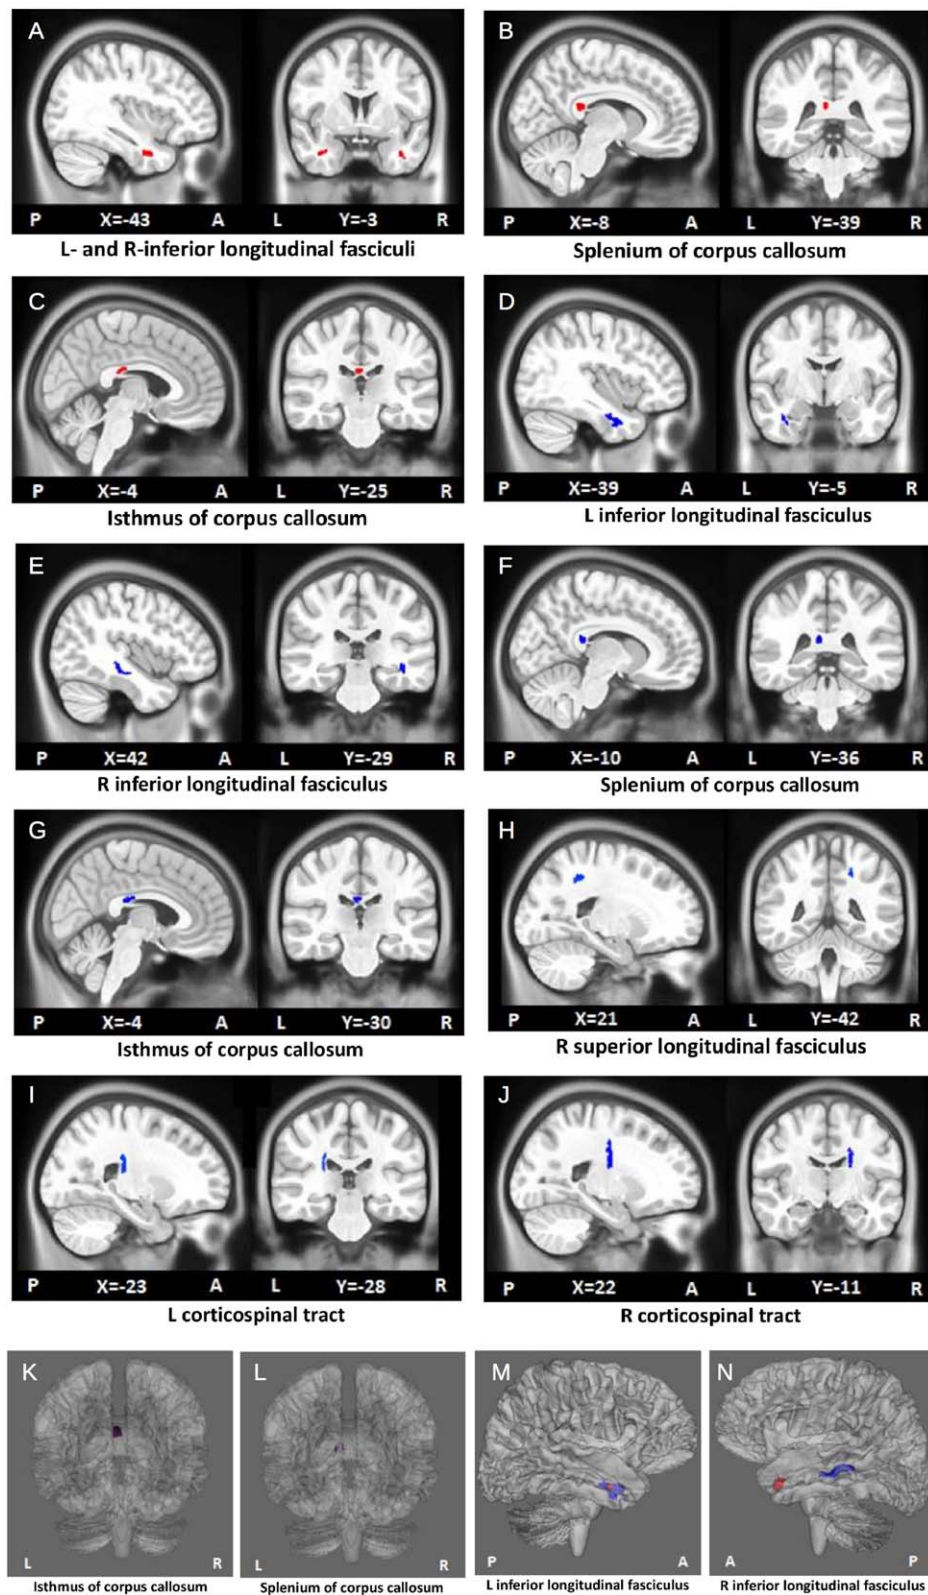 A
B
P X=-43 A L Y=-3 R
P X=-8 A L Y=-39 R
L- and R-inferior longitudinal fasciculi
Splenium of corpus callosum
C
D
P X=-4 A L Y=-25 R
P X=-39 A L Y=-5 R
Isthmus of corpus callosum
L inferior longitudinal fasciculus
E
F
P X=42 A L Y=-29 R
P X=-10 A L Y=-36 R
R inferior longitudinal fasciculus
Splenium of corpus callosum
G
H
P X=-4 A L Y=-30 R
P X=21 A L Y=-42 R
Isthmus of corpus callosum
R superior longitudinal fasciculus
I
J
P X=-23 A L Y=-28 R
P X=22 A L Y=-11 R
L corticospinal tract
R corticospinal tract
K
L
M
N
L R
L R
P A
A P
Isthmus of corpus callosum
Splenium of corpus callosum
L inferior longitudinal fasciculus
R inferior longitudinal fasciculus